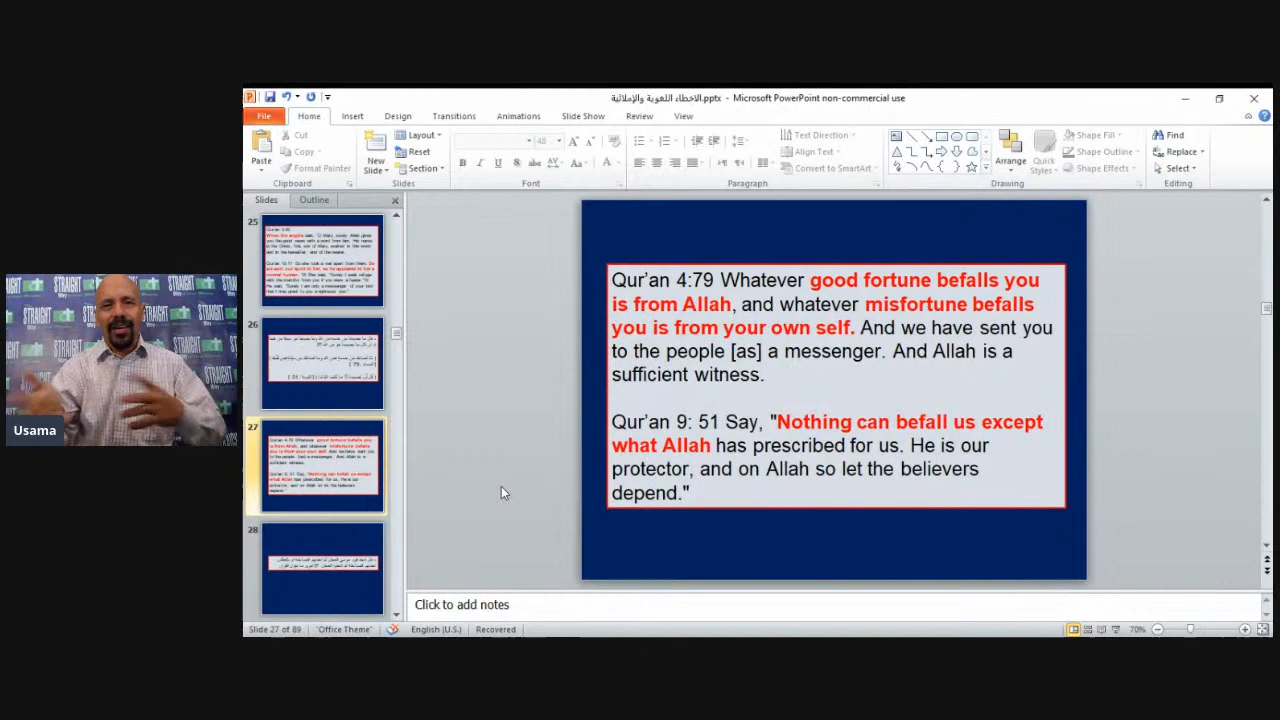 الاخطاء اللغوية والإملائية.pptx - Microsoft PowerPoint non-commercial use
File Home Insert Design Transitions Animations Slide Show Review View
Paste
Cut
Copy
Format Painter
Clipboard
New Slide
Layout
Reset
Section
Slides
48
Font
Paragraph
Text Direction
Align Text
Convert to SmartArt
Arrange
Quick Styles
Shape Fill
Shape Outline
Shape Effects
Drawing
Find
Replace
Select
Editing
Slides Outline
25
26
27
28
Qur'an 4:79 Whatever good fortune befalls you
is from Allah, and whatever misfortune befalls
you is from your own self. And we have sent you
to the people [as] a messenger. And Allah is a
sufficient witness.
Qur'an 9: 51 Say, "Nothing can befall us except
what Allah has prescribed for us. He is our
protector, and on Allah so let the believers
depend."
STRAIGHT
Way
Usama
Click to add notes
Slide 27 of 89 "Office Theme" English (U.S.) Recovered 70%